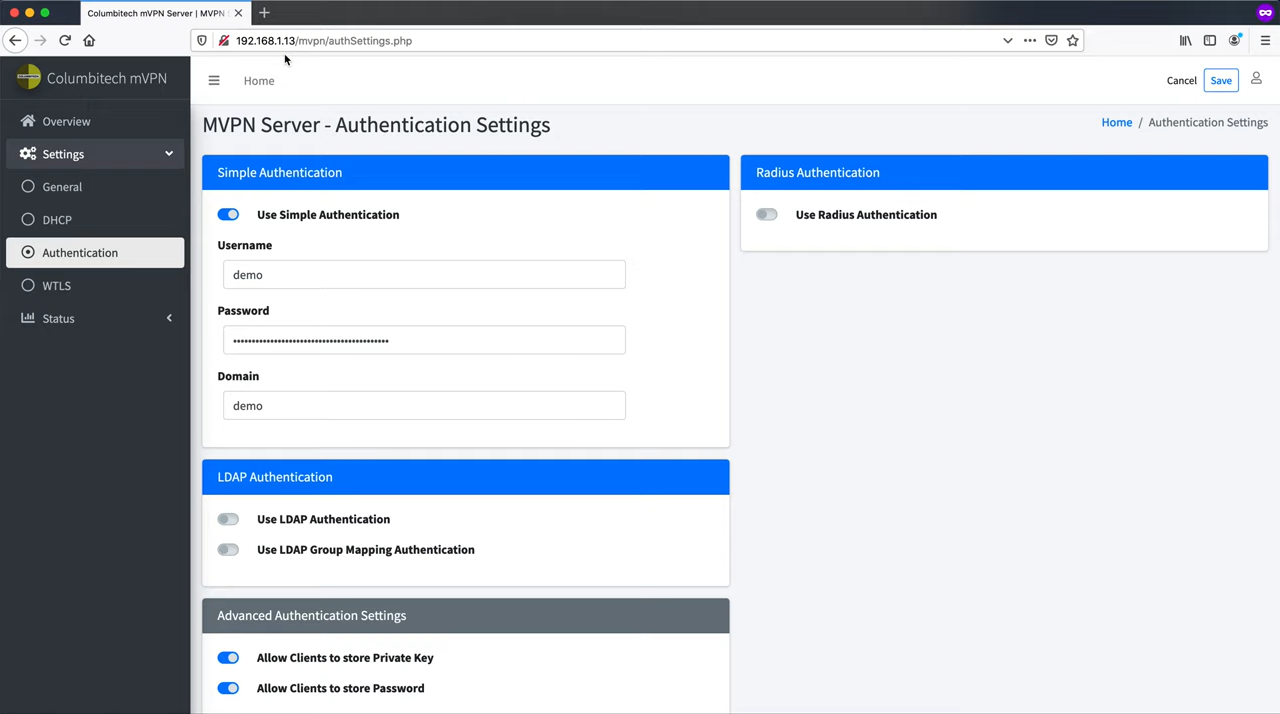 Columbitech mVPN Server | MVPN
192.168.1.13/mvpn/authSettings.php
Columbitech mVPN
Home
Cancel
Save
Overview
Settings
General
DHCP
Authentication
WTLS
Status
MVPN Server - Authentication Settings
Home / Authentication Settings
Simple Authentication
Use Simple Authentication
Username
demo
Password
Domain
demo
Radius Authentication
Use Radius Authentication
LDAP Authentication
Use LDAP Authentication
Use LDAP Group Mapping Authentication
Advanced Authentication Settings
Allow Clients to store Private Key
Allow Clients to store Password